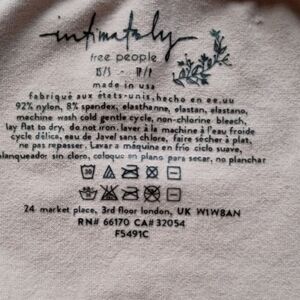 intimately
free people
made in usa
fabriqué aux états-unis, hecho en ee.uu
92% nylon, 8% spandex, elasthanne, elastan, elastano,
machine wash cold gentle cycle, non-chlorine bleach,
lay flat to dry, do not iron. laver à la machine à l'eau froide
cycle délica, eau de Javel sans chlore, faire sécher à plat,
ne pas repasser. Lavar a máquina en frio ciclo suave,
blanqueador sin cloro, coloque en plano para secar, no planchar
24 market place, 3rd floor london, UK W1W8AN
RN# 66170 CA# 32054
F5491C